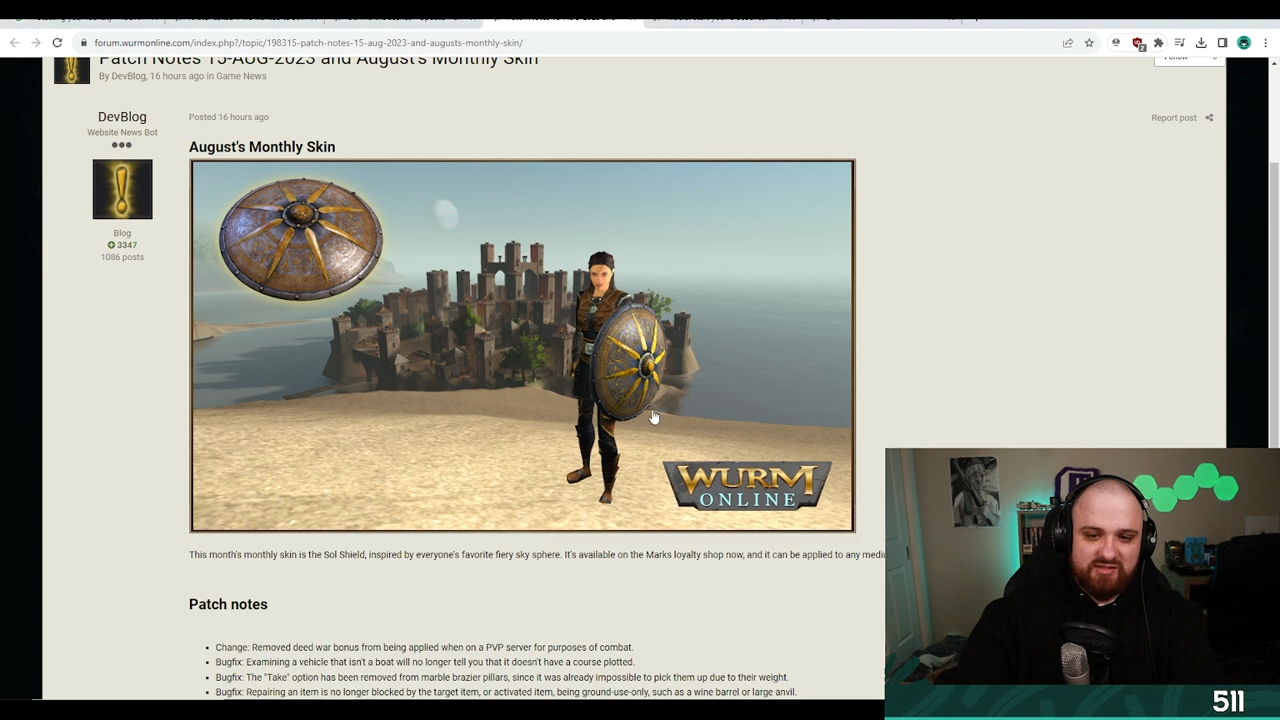 forum.wurmonline.com/index.php?/topic/198315-patch-notes-15-aug-2023-and-augusts-monthly-skin/
2
Patch Notes 15-AUG-2023 and August's Monthly Skin
By DevBlog, 16 hours ago in Game News
Follow
DevBlog
Website News Bot
Blog
3347
1086 posts
Posted 16 hours ago
Report post
August's Monthly Skin
WURM
ONLINE
This month's monthly skin is the Sol Shield, inspired by everyone's favorite fiery sky sphere. It's available on the Marks loyalty shop now, and it can be applied to any
Patch notes
Change: Removed deed war bonus from being applied when on a PVP server for purposes of combat.
Bugfix: Examining a vehicle that isn't a boat will no longer tell you that it doesn't have a course plotted.
Bugfix: The "Take" option has been removed from marble brazier pillars, since it was already impossible to pick them up due to their weight.
Bugfix: Repairing an item is no longer blocked by the target item, or activated item, being ground-use-only, such as a wine barrel or large anvil.
511